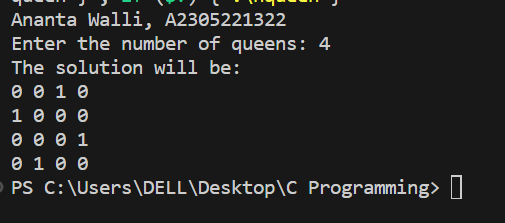 Ananta Walli, A2305221322
Enter the number of queens: 4
The solution will be:
0 0 1 0
1 0 0 0
0 0 0 1
0 1 0 0
PS C:\Users\DELL\Desktop\C Programming>